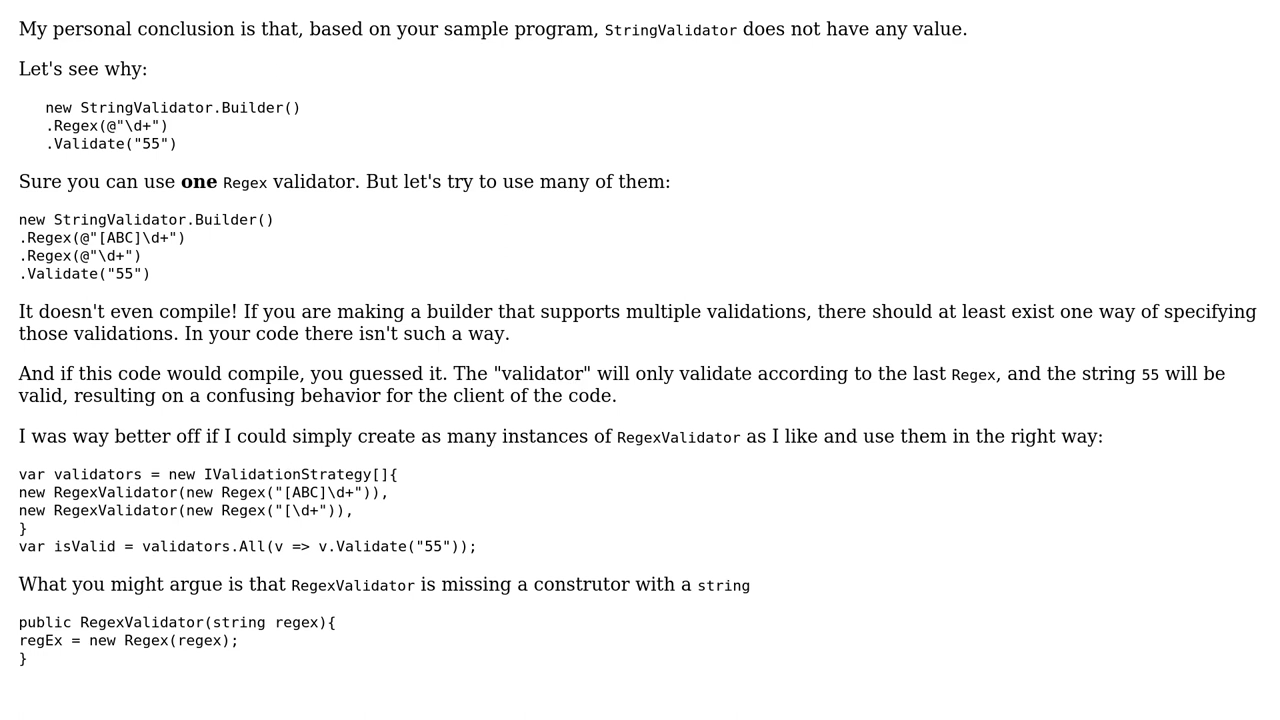 My personal conclusion is that, based on your sample program, StringValidator does not have any value.
Let's see why:
new StringValidator.Builder()
.Regex(@"\d+")
.Validate("55")
Sure you can use one Regex validator. But let's try to use many of them:
new StringValidator.Builder()
.Regex(@"[ABC]\d+")
.Regex(@"\d+")
.Validate("55")
It doesn't even compile! If you are making a builder that supports multiple validations, there should at least exist one way of specifying
those validations. In your code there isn't such a way.
And if this code would compile, you guessed it. The "validator" will only validate according to the last Regex, and the string 55 will be
valid, resulting on a confusing behavior for the client of the code.
I was way better off if I could simply create as many instances of RegexValidator as I like and use them in the right way:
var validators = new IValidationStrategy[]{
new RegexValidator(new Regex("[ABC]\d+")),
new RegexValidator(new Regex("[\d+")),
}
var isValid = validators.All(v => v.Validate("55"));
What you might argue is that RegexValidator is missing a construtor with a string
public RegexValidator(string regex){
regEx = new Regex(regex);
}